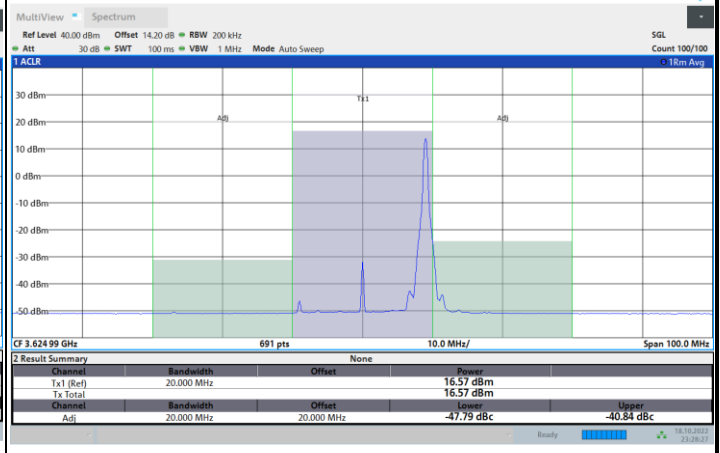 MultiView Spectrum
Ref Level 40.00 dBm Offset 14.20 dB RBW 200 kHz SGL
Att 30 dB SWT 100 ms VBW 1 MHz Mode Auto Sweep Count 100/100
1 ACLR 1Rm Avg
30 dBm
Tx1
20 dBm
Adj Adj
10 dBm
0 dBm
-10 dBm
-20 dBm
-30 dBm
-40 dBm
-50 dBm
CF 3.624 99 GHz 691 pts 10.0 MHz/ Span 100.0 MHz
2 Result Summary None
Channel Bandwidth Offset Power
Tx1 (Ref) 20.000 MHz 16.57 dBm
Tx Total 16.57 dBm
Channel Bandwidth Offset Lower Upper
Adj 20.000 MHz 20.000 MHz -47.79 dBc -40.84 dBc
Ready 18.10.2022
23:28:27